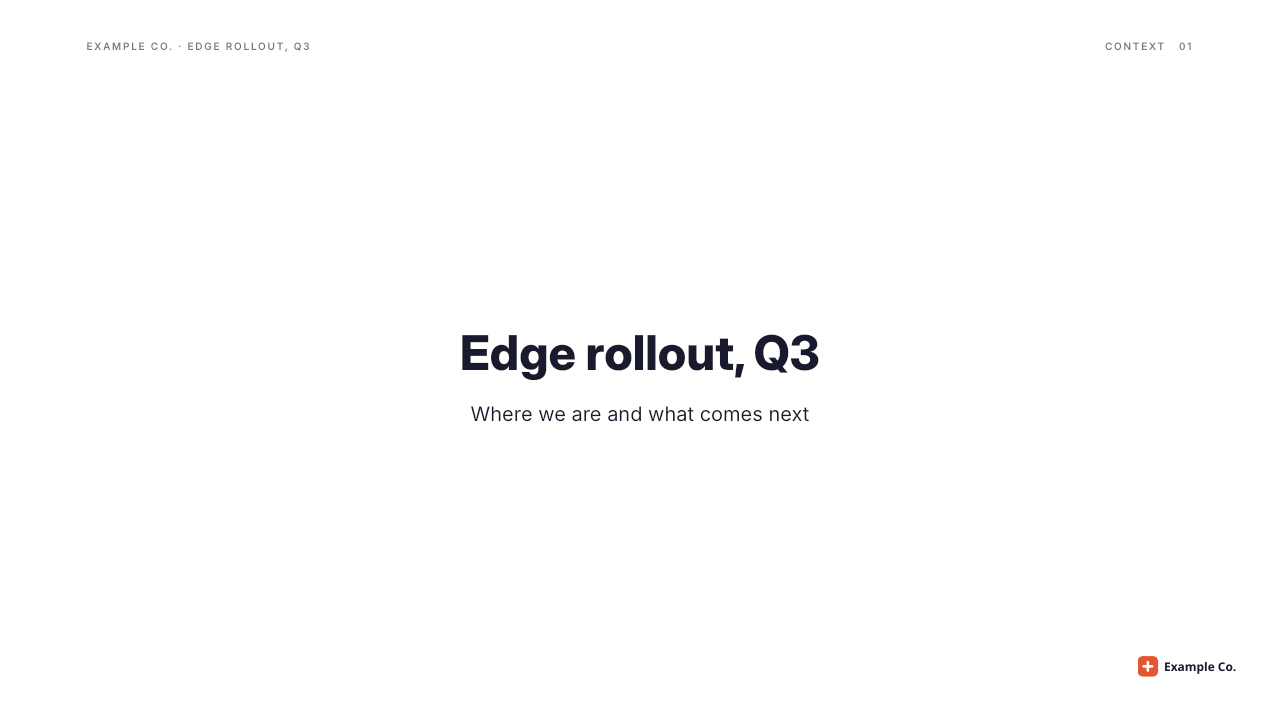 EXAMPLE CO. · EDGE ROLLOUT, Q3
CONTEXT 01
Edge rollout, Q3
Where we are and what comes next
Example Co.